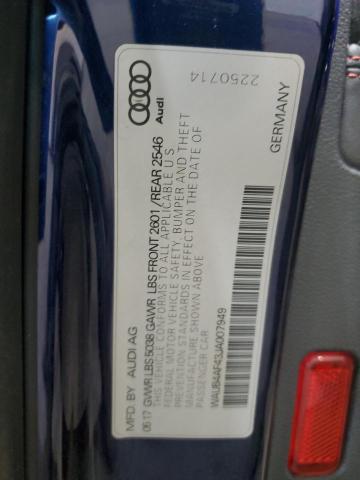 MFD. BY AUDI AG
06.17 GVWR LBS 5038 GAWR LBS FRONT 2601 / REAR 2546
THIS VEHICLE CONFORMS TO ALL APPLICABLE U S
FEDERAL MOTOR VEHICLE SAFETY, BUMPER AND THEFT
PREVENTION STANDARDS IN EFFECT ON THE DATE OF
MANUFACTURE SHOWN ABOVE
PASSENGER CAR
WAUB4AF43JA007949
Audi
2250714
GERMANY